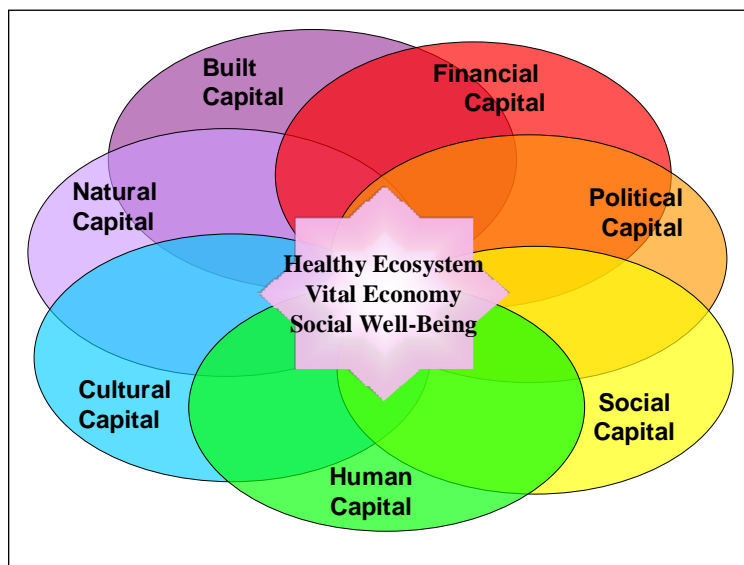 Built
Capital
Financial
Capital
Natural
Capital
Political
Capital
Healthy Ecosystem
Vital Economy
Social Well-Being
Cultural
Capital
Social
Capital
Human
Capital